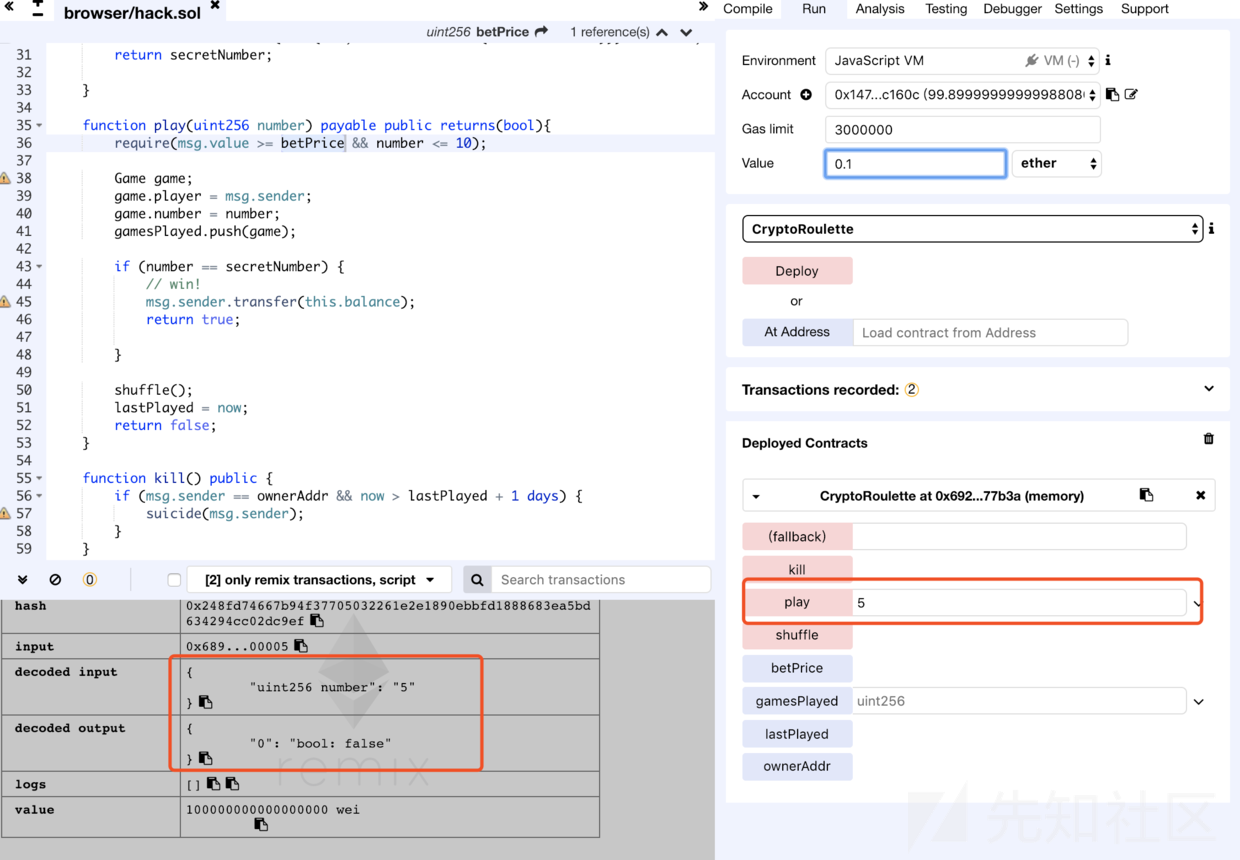 browser/hack.sol
uint256 betPrice 1 reference(s)
31 return secretNumber;
32
33 }
34
35 function play(uint256 number) payable public returns(bool){
36 require(msg.value >= betPrice && number <= 10);
37
38 Game game;
39 game.player = msg.sender;
40 game.number = number;
41 gamesPlayed.push(game);
42
43 if (number == secretNumber) {
44 // win!
45 msg.sender.transfer(this.balance);
46 return true;
47
48 }
49
50 shuffle();
51 lastPlayed = now;
52 return false;
53 }
54
55 function kill() public {
56 if (msg.sender == ownerAddr && now > lastPlayed + 1 days) {
57 suicide(msg.sender);
58 }
59 }
0 [2] only remix transactions, script Search transactions
hash 0x248fd74667b94f37705032261e2e1890ebbfd1888683ea5bd
634294cc02dc9ef
input 0x689...00005
decoded input {
"uint256 number": "5"
}
decoded output {
"0": "bool: false"
}
remix
logs []
value 100000000000000000 wei
Compile Run Analysis Testing Debugger Settings Support
Environment JavaScript VM VM (-)
Account 0x147...c160c (99.89999999999988086
Gas limit 3000000
Value 0.1 ether
CryptoRoulette
Deploy
or
At Address Load contract from Address
Transactions recorded: 2
Deployed Contracts
CryptoRoulette at 0x692...77b3a (memory)
(fallback)
kill
play 5
shuffle
betPrice
gamesPlayed uint256
lastPlayed
ownerAddr
先知社区